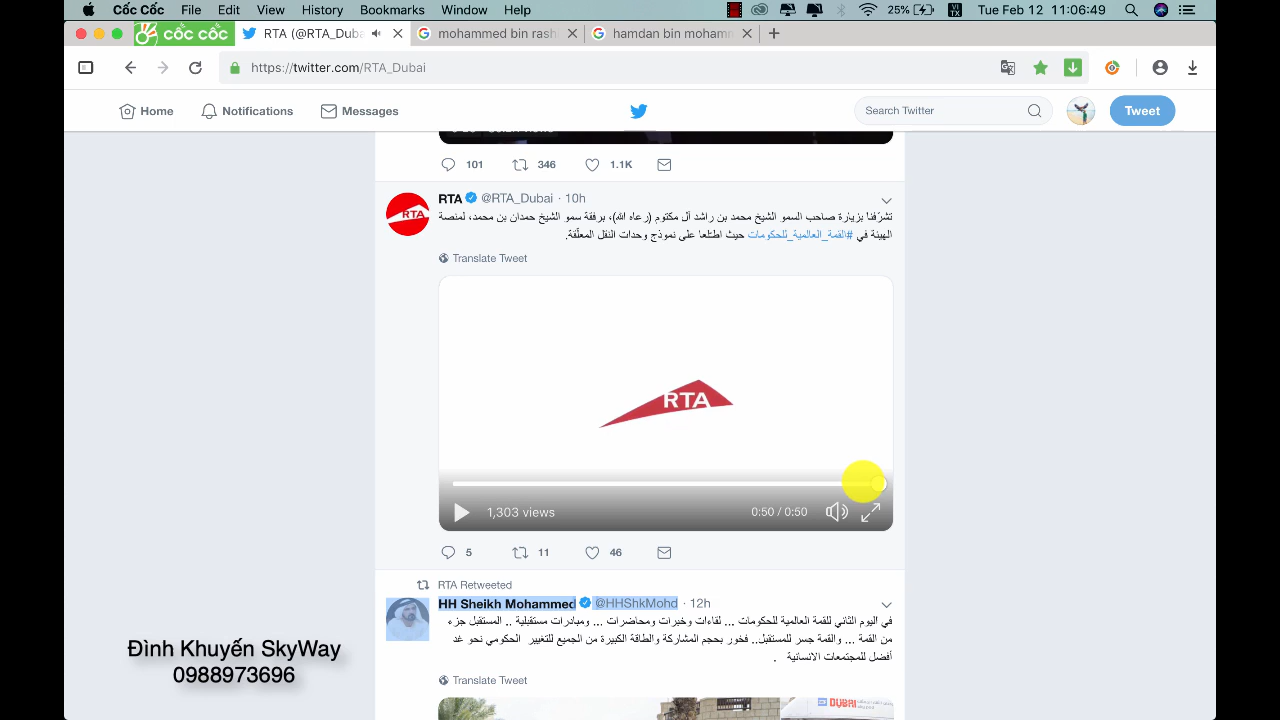 Cốc Cốc File Edit View History Bookmarks Window Help 25% VI TX Tue Feb 12 11:06:49
cốc cốc RTA (@RTA_Duba mohammed bin rash hamdan bin mohamm
https://twitter.com/RTA_Dubai
Home Notifications Messages Search Twitter Tweet
101 346 1.1K
RTA @RTA_Dubai · 10h
تشرّفنا بزيارة صاحب السمو الشيخ محمد بن راشد آل مكتوم (رعاه الله)، برفقة سمو الشيخ حمدان بن محمد، لمنصة
الهيئة في #القمة_العالمية_للحكومات حيث اطلعا على نموذج وحدات النقل المعلّقة.
Translate Tweet
RTA
RTA
1,303 views 0:50 / 0:50
5 11 46
RTA Retweeted
HH Sheikh Mohammed @HHShkMohd · 12h
في اليوم الثاني للقمة العالمية للحكومات ... لقاءات وخبرات ومحاضرات ... ومبادرات مستقبلية .. المستقبل جزء
من القمة ... والقمة جسر للمستقبل.. فخور بحجم المشاركة والطاقة الكبيرة من الجميع للتغيير الحكومي نحو غد
أفضل للمجتمعات الانسانية .
Translate Tweet
DUBAI
Đình Khuyến SkyWay
0988973696